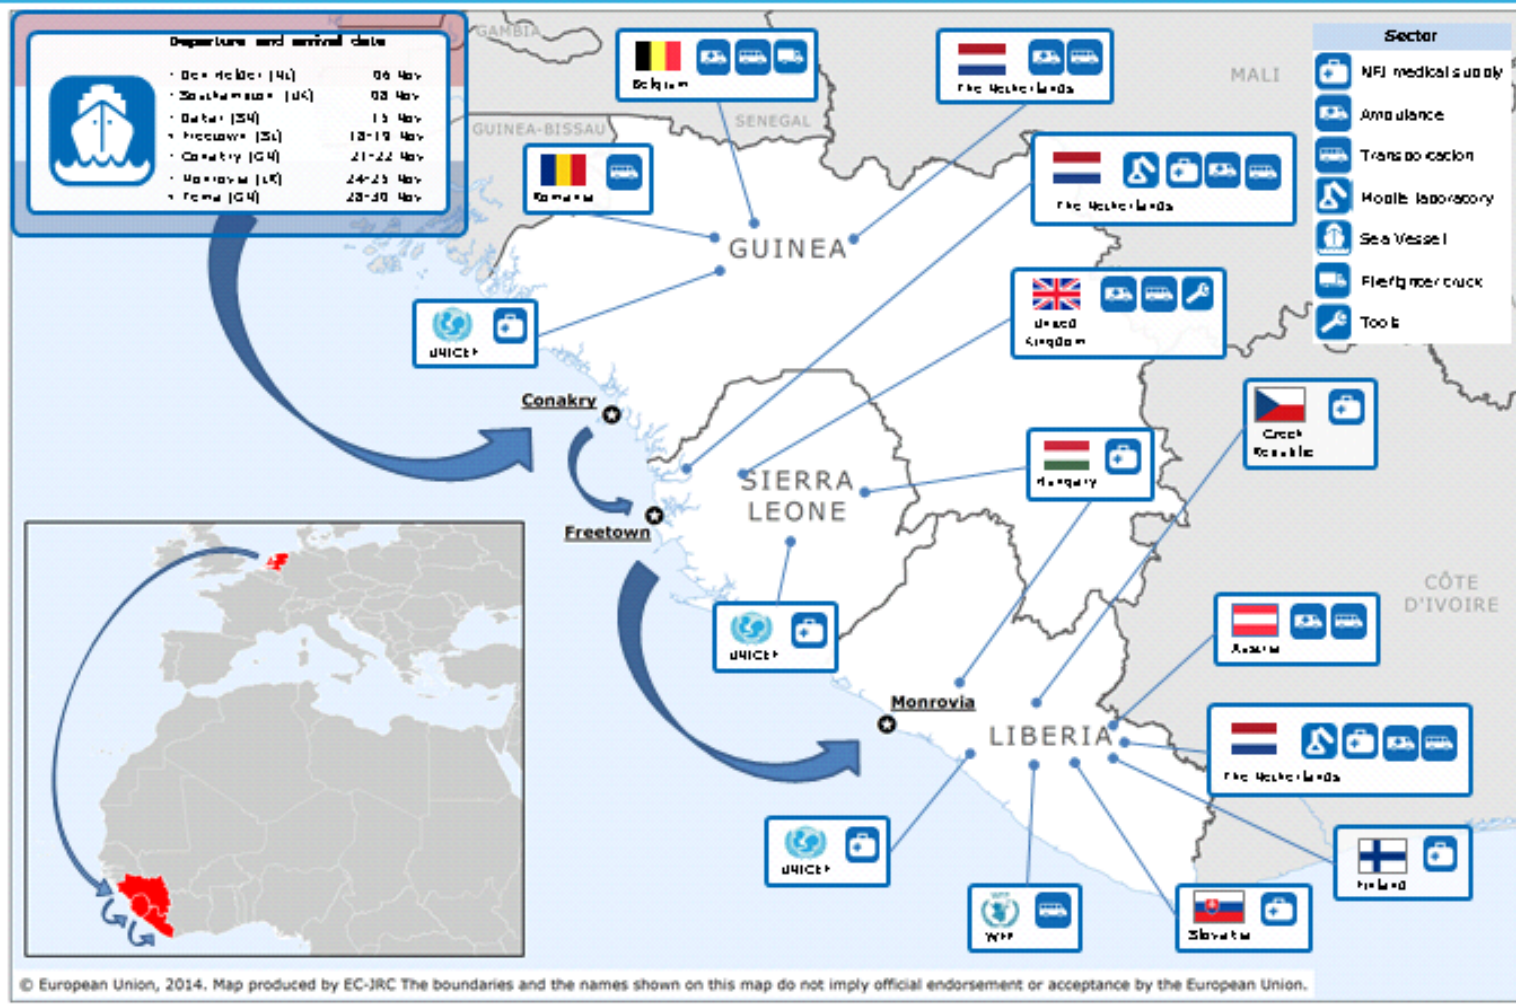 Departure and arrival date
• Den Helder (NL) 06 Nov
• Southampton (UK) 08 Nov
• Dakar (SN) 15 Nov
• Freetown (SL) 18-19 Nov
• Conakry (GN) 21-22 Nov
• Monrovia (LR) 24-25 Nov
• Tema (GH) 28-30 Nov
GAMBIA
Belgium
The Netherlands
Sector
NFI medical supply
Ambulance
Transportation
Mobile laboratory
Sea Vessel
Firefighter truck
Tools
MALI
GUINEA-BISSAU
SENEGAL
Romania
The Netherlands
GUINEA
United
Kingdom
UNICEF
Conakry
Czech
Republic
Hungary
SIERRA
LEONE
Freetown
CÔTE
D'IVOIRE
UNICEF
Austria
Monrovia
LIBERIA
The Netherlands
UNICEF
Finland
WFP
WFP
Slovakia
© European Union, 2014. Map produced by EC-JRC The boundaries and the names shown on this map do not imply official endorsement or acceptance by the European Union.